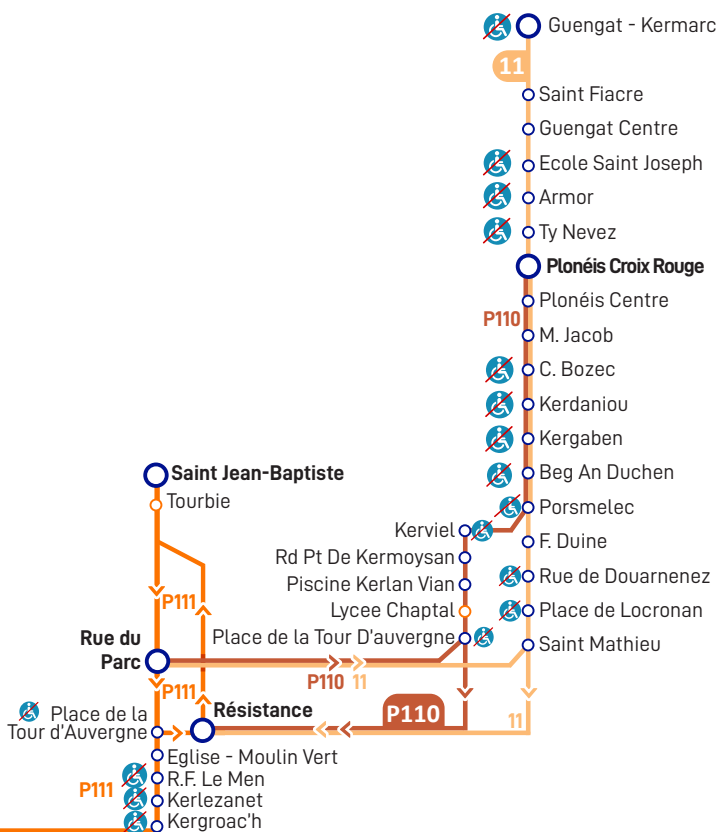 Guengat - Kermarc
11
Saint Fiacre
Guengat Centre
Ecole Saint Joseph
Armor
Ty Nevez
Plonéis Croix Rouge
Plonéis Centre
P110
M. Jacob
C. Bozec
Kerdaniou
Kergaben
Beg An Duchen
Saint Jean-Baptiste
Tourbie
Porsmelec
Kerviel
F. Duine
Rd Pt De Kermoysan
Rue de Douarnenez
Piscine Kerlan Vian
P111
Lycee Chaptal
Place de Locronan
Rue du
Parc
Place de la Tour D'auvergne
Saint Mathieu
P110 11
P111
Résistance
P110
11
Place de la
Tour d'Auvergne
Eglise - Moulin Vert
R.F. Le Men
P111
Kerlezanet
Kergroac'h